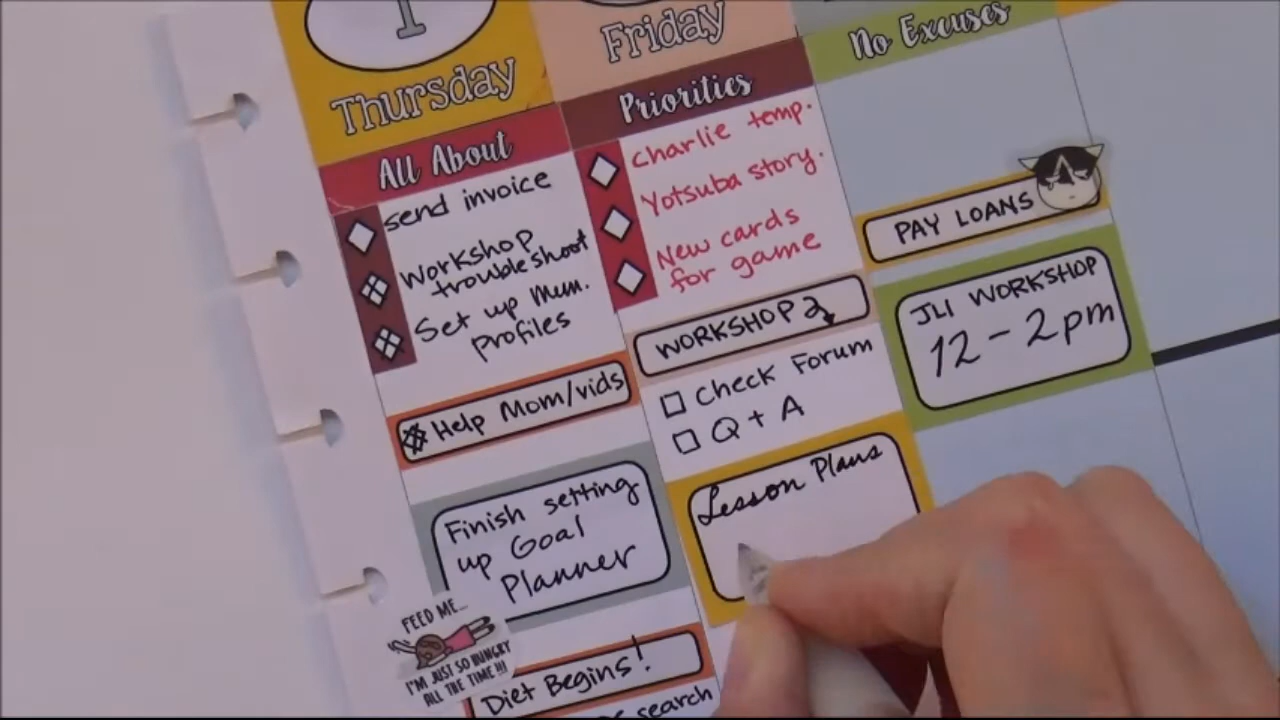 1
Thursday
All About
send invoice
Workshop
troubleshoot
Set up Mem.
profiles
Help Mom/vids
Finish setting
up Goal
Planner
FEED ME...
I'M JUST SO HUNGRY
ALL THE TIME!!!
Diet Begins!
search
Friday
Priorities
Charlie temp.
Yotsuba story.
New cards
for game
WORKSHOP 2
Check Forum
Q + A
Lesson Plans
No Excuses
PAY LOANS
JLI WORKSHOP
12 - 2pm